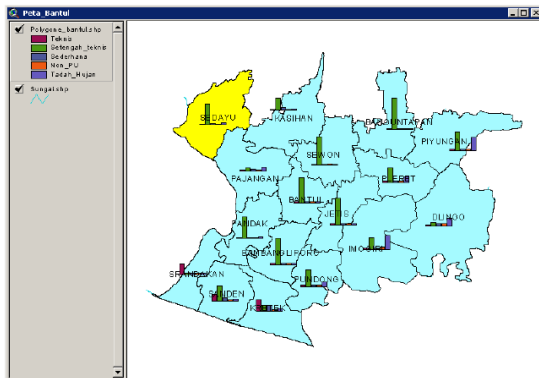 Peta_Bantul
Polygone_bantul.shp
Teknis
Setengah_teknis
Sederhana
Non_PU
Tadah_Hujan
Sungai.shp
SEDAYU
KASIHAN
BANGUNTAPAN
PIYUNGAN
SEWON
PAJANGAN
PLERET
BANTUL
JETIS
DLINGO
PANDAK
IMOGIRI
BAMBANGLIPURO
SRANDAKAN
PUNDONG
SANDEN
KRETEK